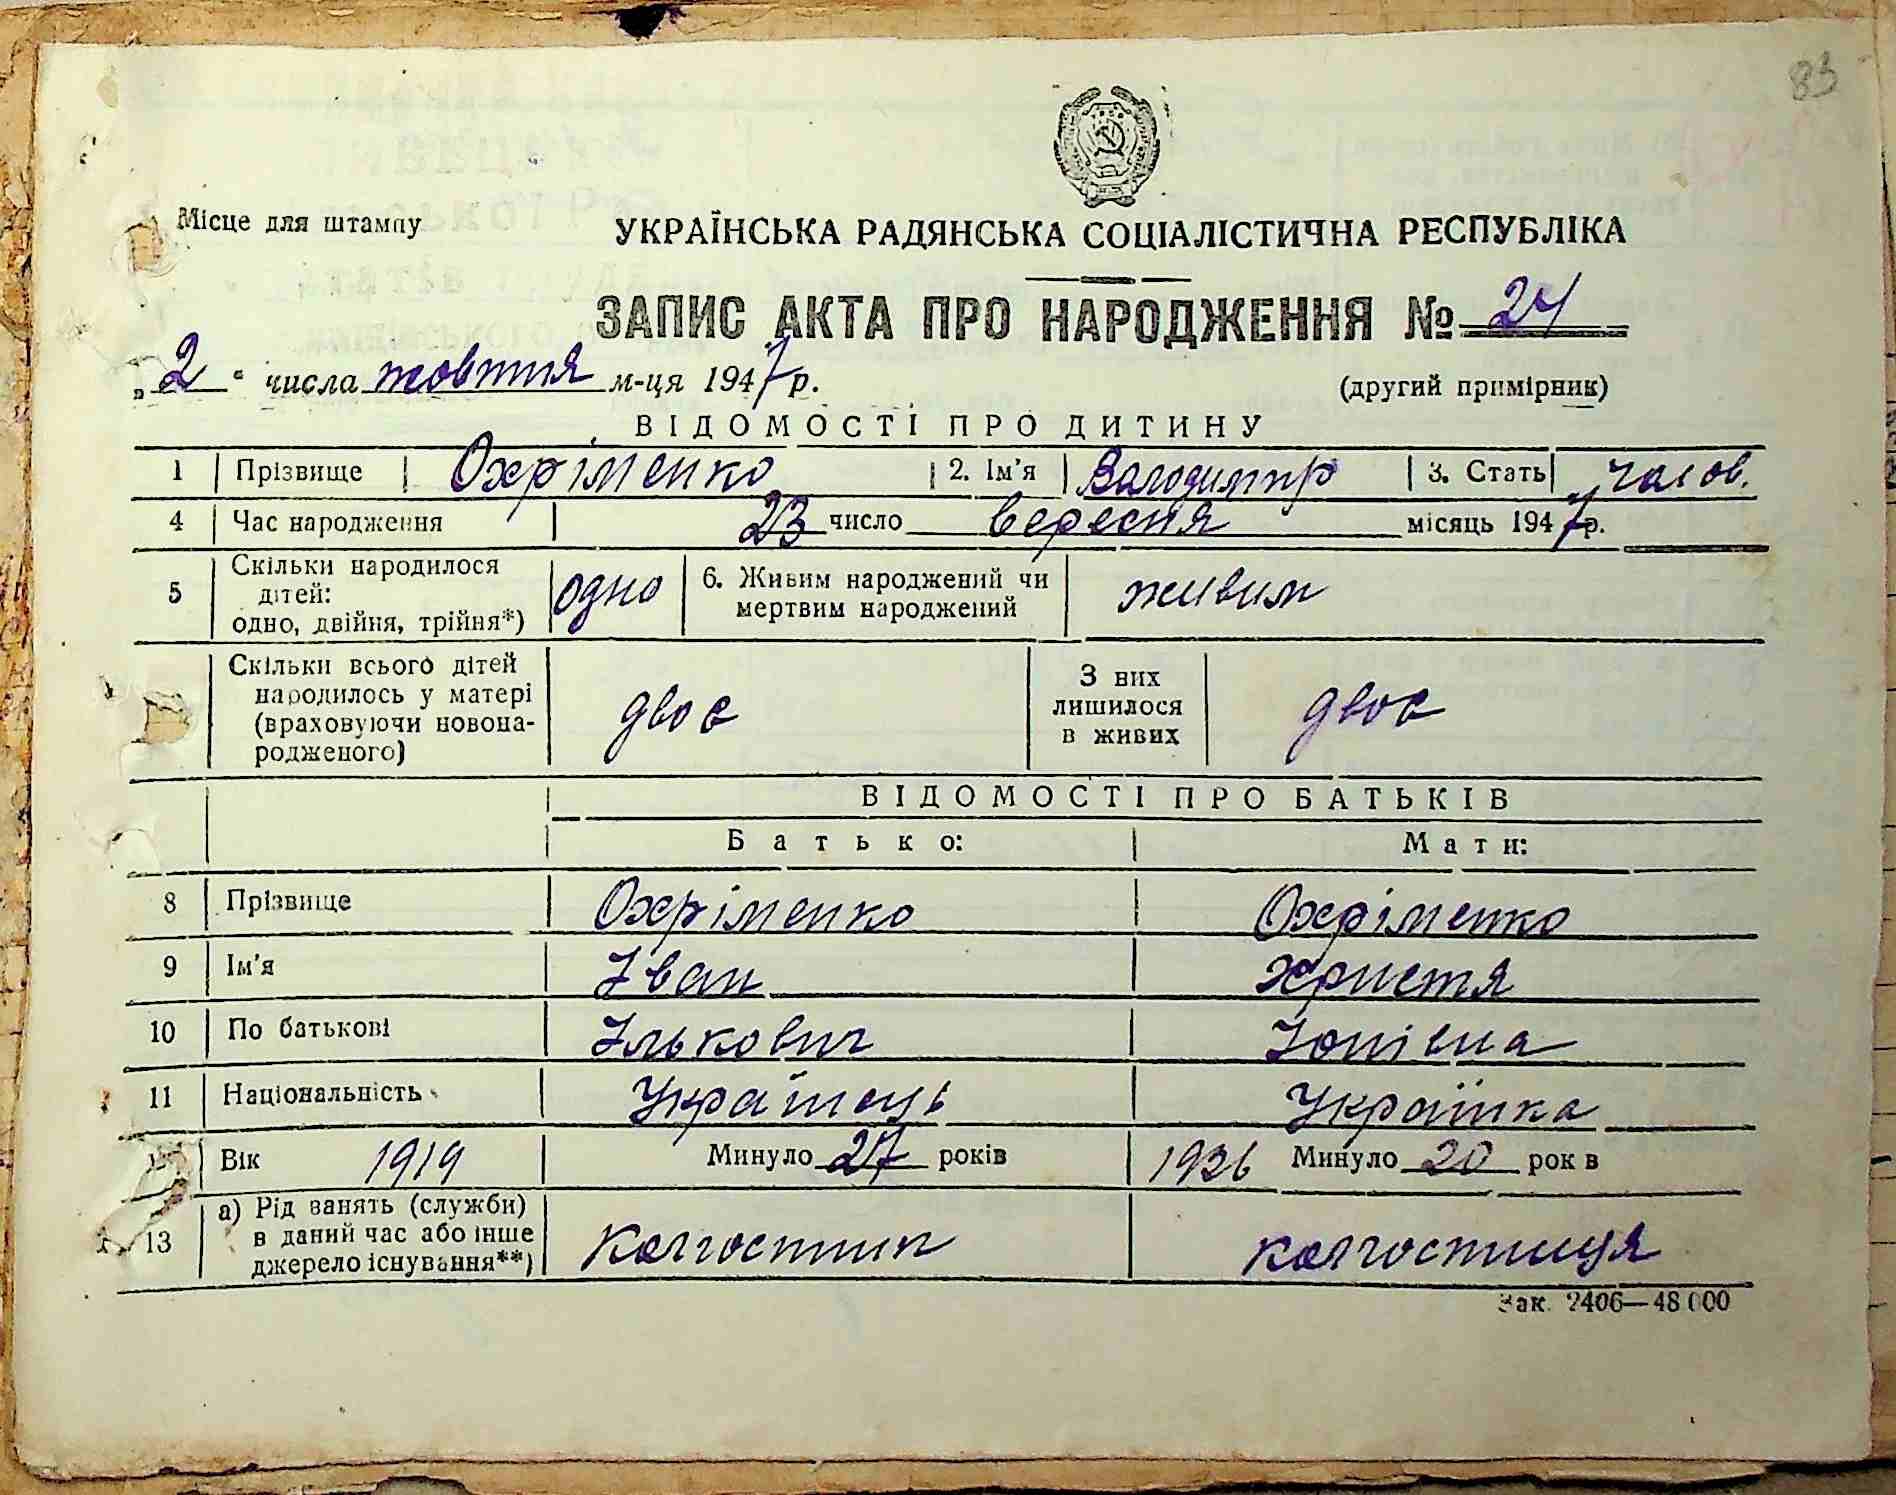 83
Місце для штампу
УКРАЇНСЬКА РАДЯНСЬКА СОЦІАЛІСТИЧНА РЕСПУБЛІКА
ЗАПИС АКТА ПРО НАРОДЖЕННЯ № 24
„2“ числа жовтня м-ця 1947 р.
(другий примірник)
ВІДОМОСТІ ПРО ДИТИНУ
1 Прізвище Охріменко 2. Ім'я Володимир 3. Стать чолов.
4 Час народження 23 число вересня місяць 1947 р.
5 Скільки народилося дітей: одно, двійня, трійня*) одно 6. Живим народжений чи мертвим народжений живим
Скільки всього дітей народилось у матері (враховуючи новонародженого) двоє З них лишилося в живих двоє
ВІДОМОСТІ ПРО БАТЬКІВ
Батько: Мати:
8 Прізвище Охріменко Охріменко
9 Ім'я Іван Христя
10 По батьковіІлькович Іонівна
11 Національність Українець Українка
12 Вік 1919 Минуло 27 років 1926 Минуло 20 рок в
13 а) Рід занять (служби) в даний час або інше джерело існування**) Колгоспник колгоспниця
Зак. 2406—48 000